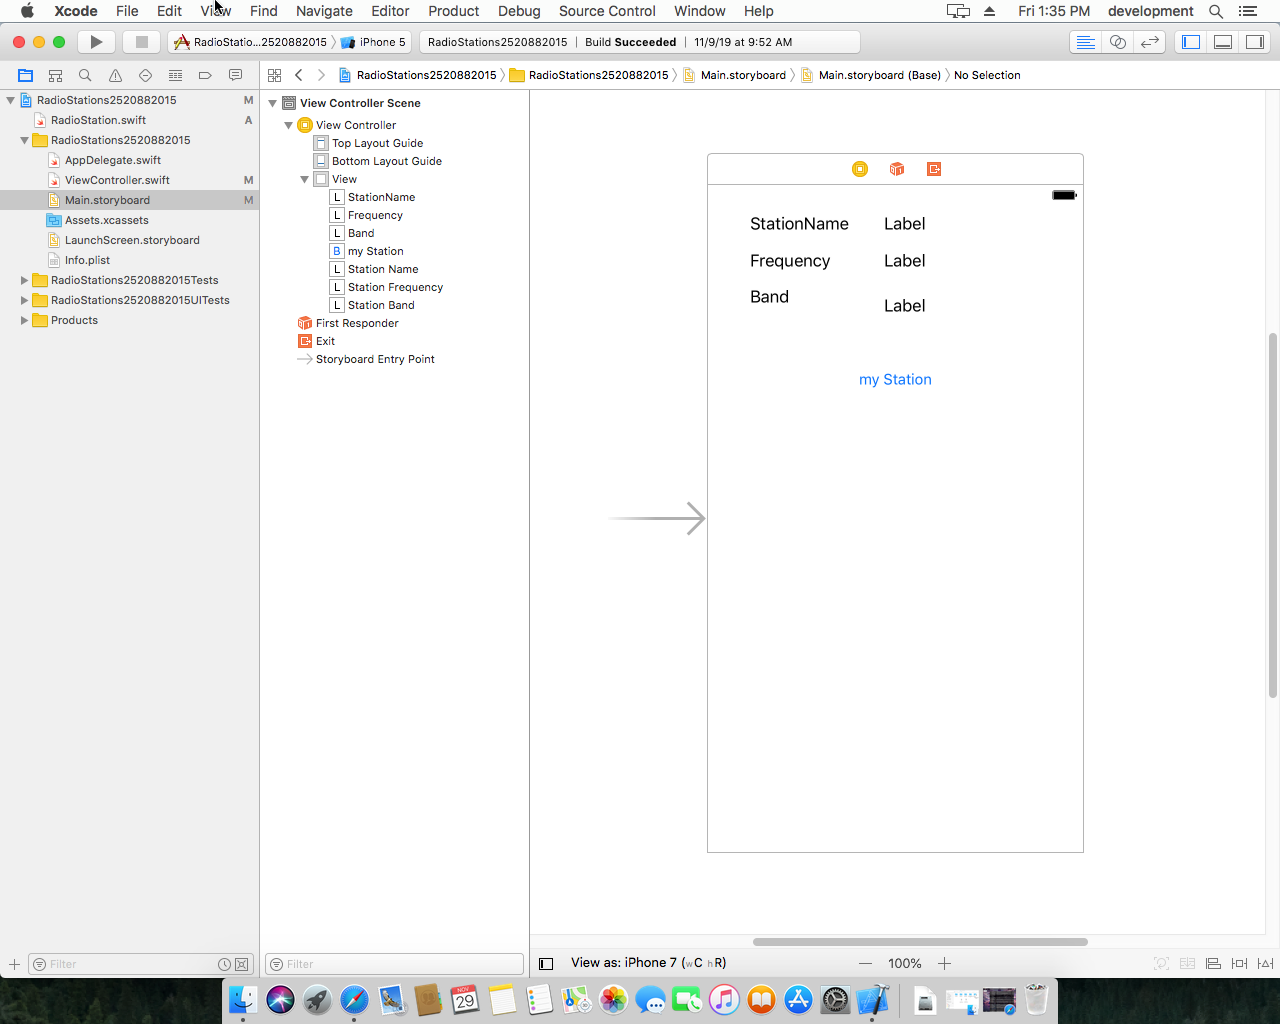 Xcode File Edit View Find Navigate Editor Product Debug Source Control Window Help Fri 1:35 PM development
RadioStatio...2520882015 iPhone 5 RadioStations2520882015 | Build Succeeded | 11/9/19 at 9:52 AM
RadioStations2520882015 RadioStations2520882015 Main.storyboard Main.storyboard (Base) No Selection
RadioStations2520882015 M
RadioStation.swift A
RadioStations2520882015
AppDelegate.swift
ViewController.swift M
Main.storyboard M
Assets.xcassets
LaunchScreen.storyboard
Info.plist
RadioStations2520882015Tests
RadioStations2520882015UITests
Products
View Controller Scene
View Controller
Top Layout Guide
Bottom Layout Guide
View
L StationName
L Frequency
L Band
B my Station
L Station Name
L Station Frequency
L Station Band
First Responder
Exit
Storyboard Entry Point
StationName Label
Frequency Label
Band
Label
my Station
Filter
Filter
View as: iPhone 7 (wC hR)
100%
NOV
29